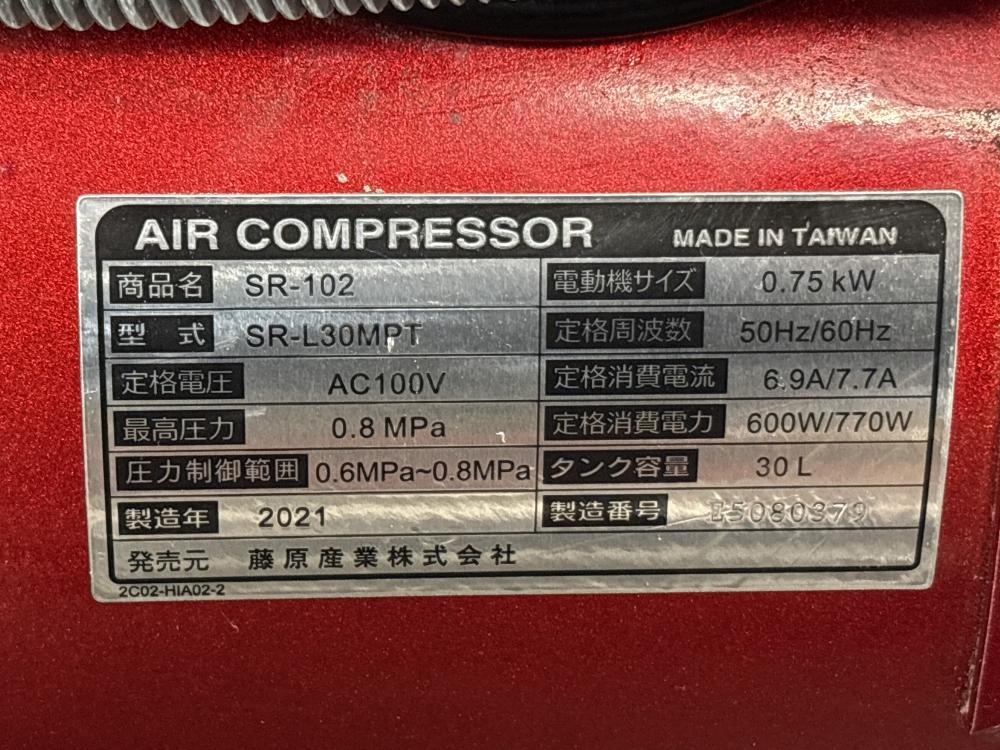 AIR COMPRESSOR MADE IN TAIWAN
商品名 SR-102 電動機サイズ 0.75 kW
型式 SR-L30MPT 定格周波数 50Hz/60Hz
定格電圧 AC100V 定格消費電流 6.9A/7.7A
最高圧力 0.8 MPa 定格消費電力 600W/770W
圧力制御範囲 0.6MPa~0.8MPa タンク容量 30 L
製造年 2021 製造番号
発売元 藤原産業株式会社
2C02-HIA02-2